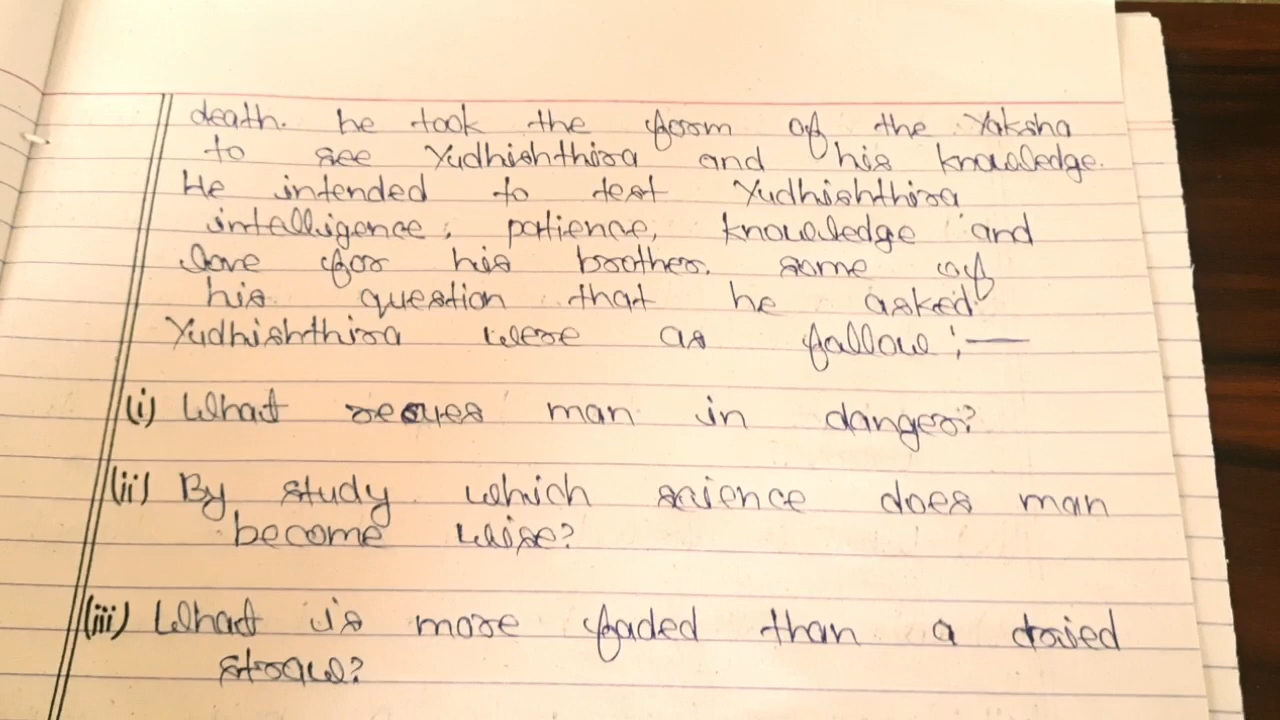 death. he took the form of the Yaksha
to see Yudhishthira and his knowledge.
He intended to test Yudhishthira
intelligence, patience, knowledge and
love for his brother. some of
his question that he asked
Yudhishthira were as fallow :—
(i) What rescues man in danger?
(ii) By study which science does man
become wise?
(iii) What is more faded than a dried
straw?